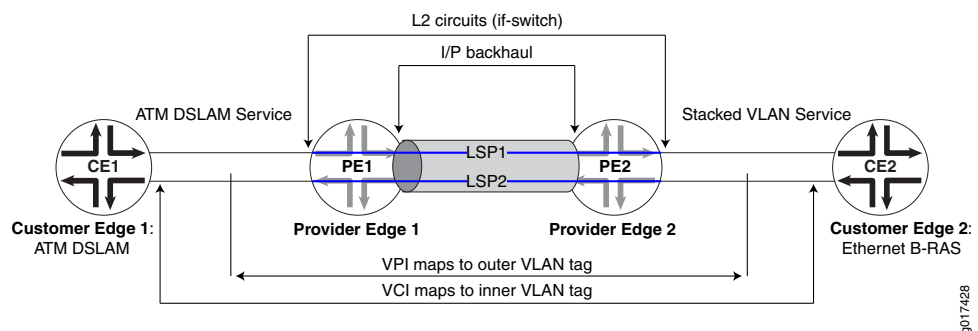 L2 circuits (if-switch)
I/P backhaul
ATM DSLAM Service
Stacked VLAN Service
CE1
PE1
LSP1
LSP2
PE2
CE2
Customer Edge 1:
ATM DSLAM
Provider Edge 1
Provider Edge 2
Customer Edge 2:
Ethernet B-RAS
VPI maps to outer VLAN tag
VCI maps to inner VLAN tag
g017428